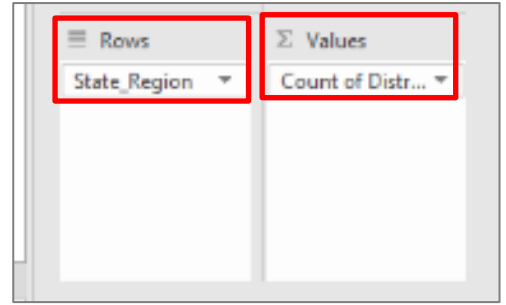 Rows
Σ Values
State_Region
Count of Distr...